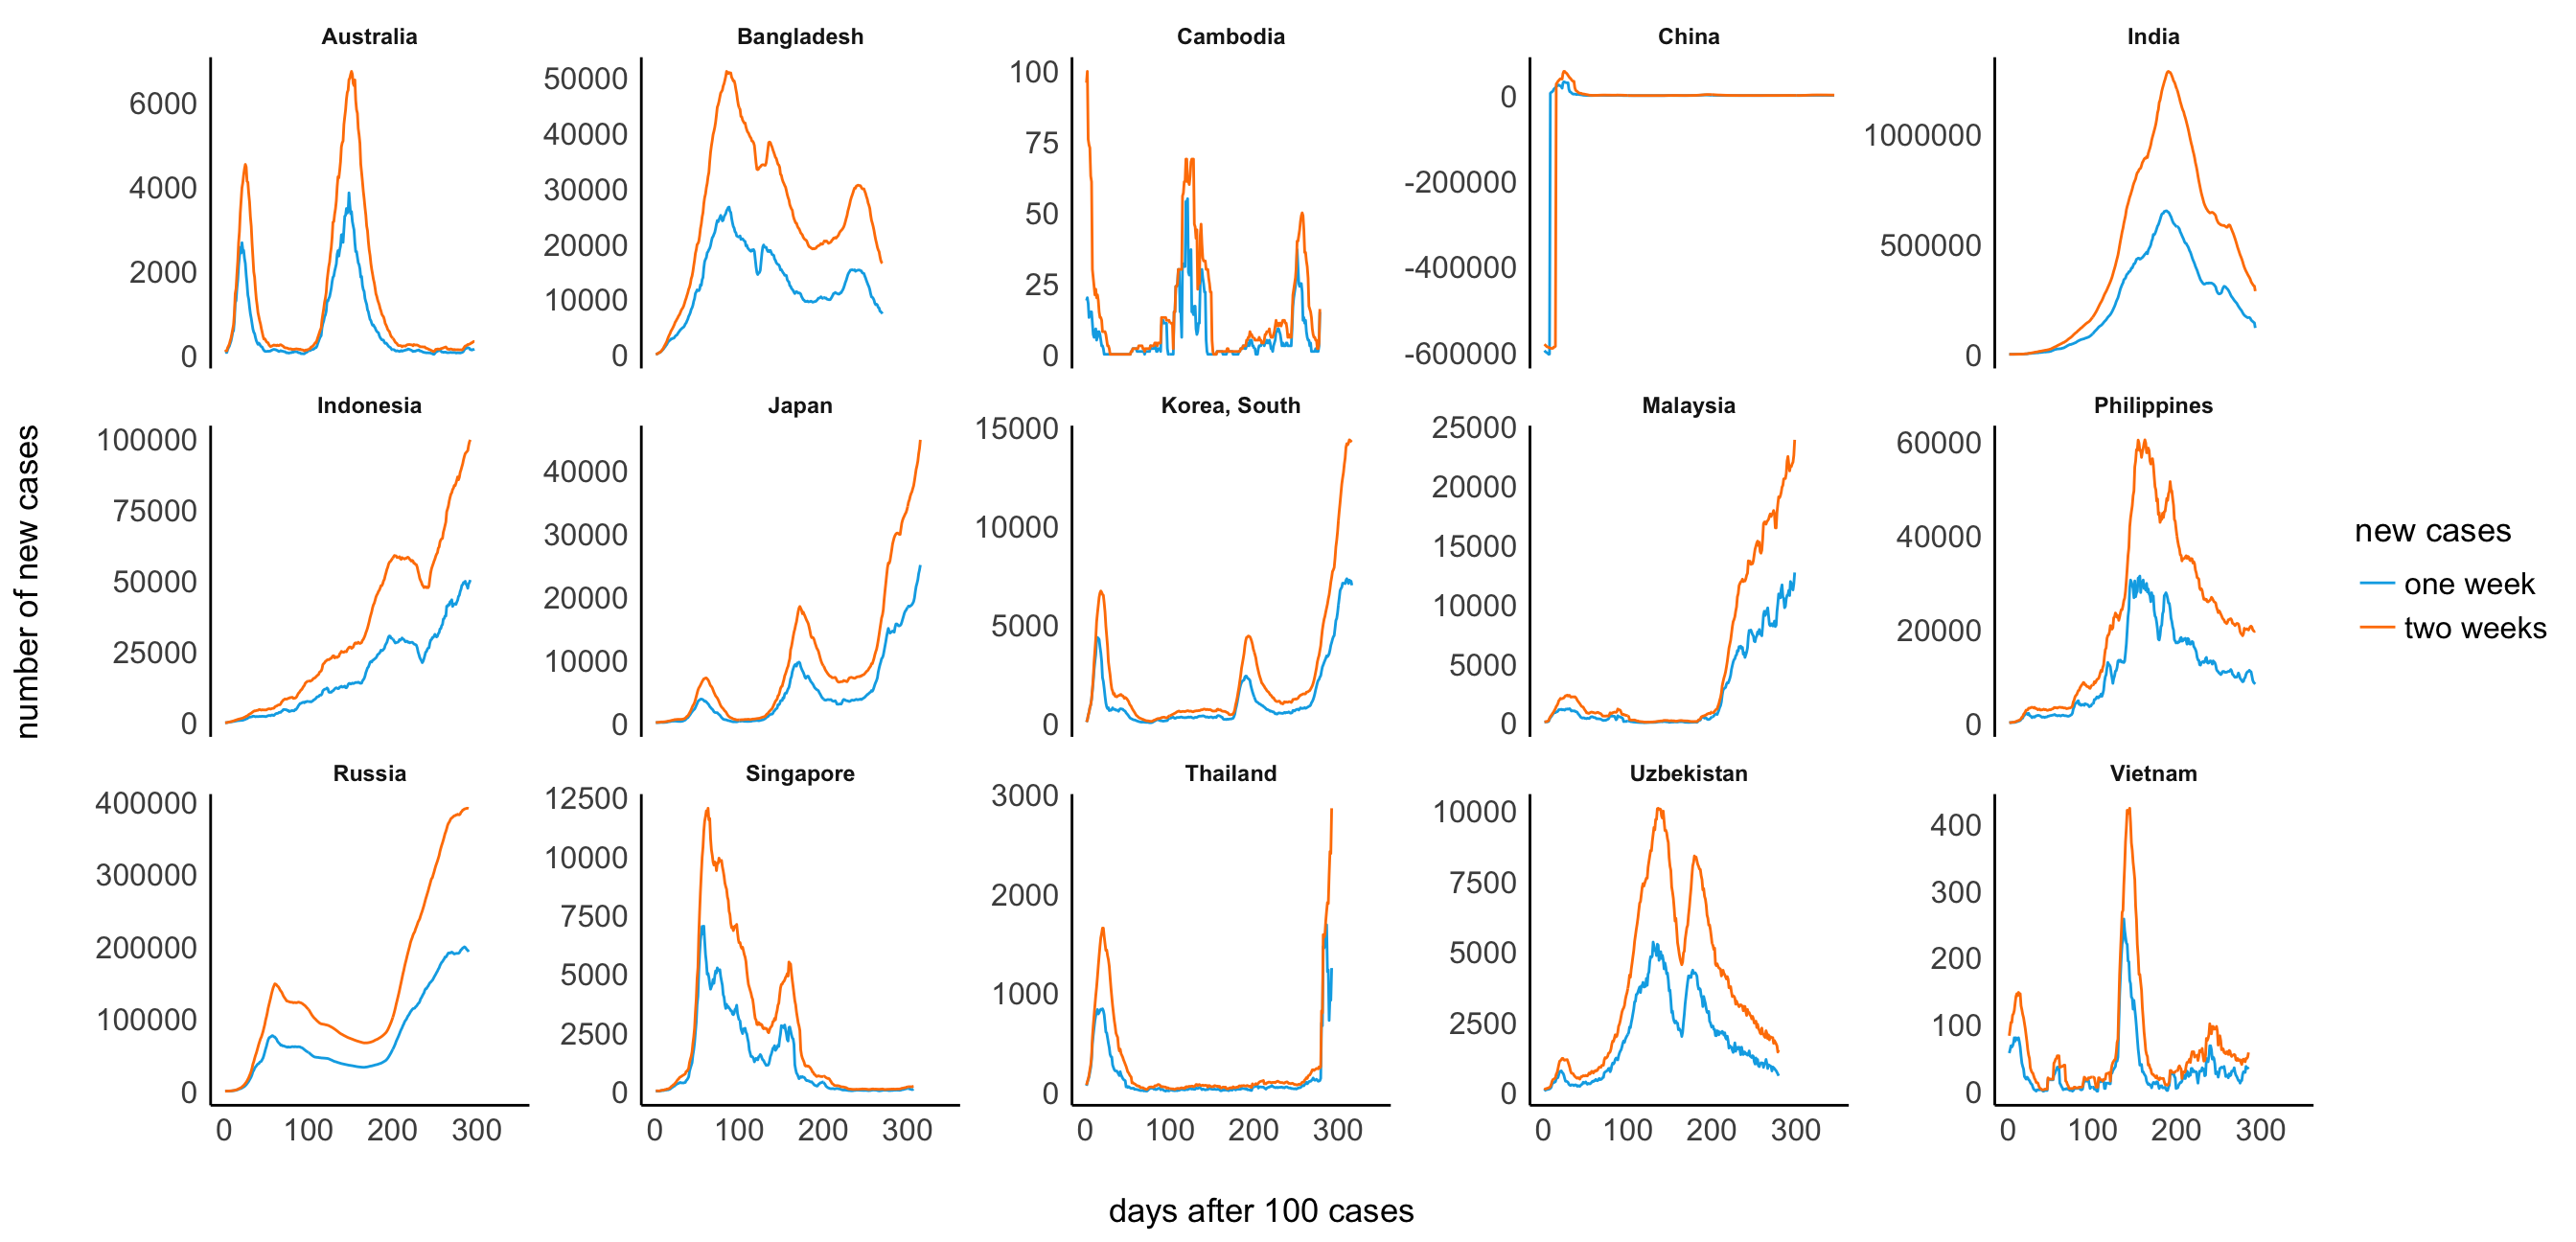 Australia
Bangladesh
Cambodia
China
India
6000
4000
2000
0
50000
40000
30000
20000
10000
0
100
75
50
25
0
0
-200000
-400000
-600000
1000000
500000
0
Indonesia
Japan
Korea, South
Malaysia
Philippines
100000
75000
50000
25000
0
40000
30000
20000
10000
0
15000
10000
5000
0
25000
20000
15000
10000
5000
0
60000
40000
20000
0
Russia
Singapore
Thailand
Uzbekistan
Vietnam
400000
300000
200000
100000
0
12500
10000
7500
5000
2500
0
3000
2000
1000
0
10000
7500
5000
2500
0
400
300
200
100
0
0 100 200 300
0 100 200 300
0 100 200 300
0 100 200 300
0 100 200 300
days after 100 cases
number of new cases
new cases
one week
two weeks